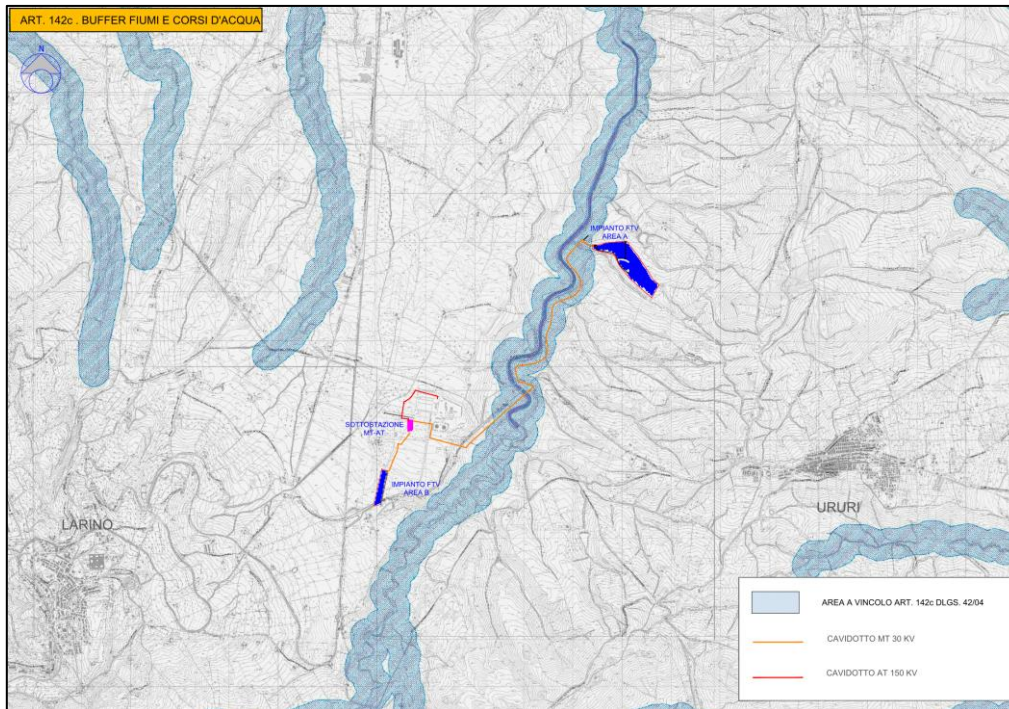 ART. 142c . BUFFER FIUMI E CORSI D'ACQUA
N
IMPIANTO FTV
AREA A
SOTTOSTAZIONE
MT-AT
IMPIANTO FTV
AREA B
LARINO
URURI
AREA A VINCOLO ART. 142c DLGS. 42/04
CAVIDOTTO MT 30 KV
CAVIDOTTO AT 150 KV